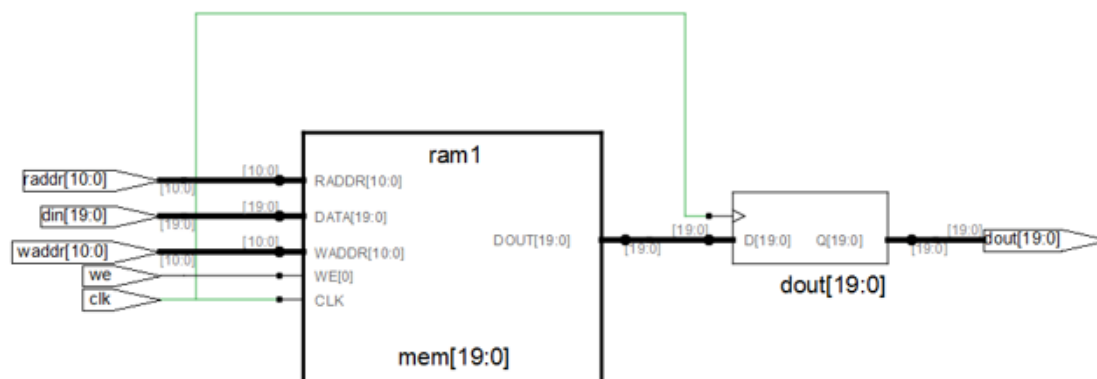 ram1
raddr[10:0]
[10:0]
[10:0]
RADDR[10:0]
din[19:0]
[19:0]
[19:0]
DATA[19:0]
waddr[10:0]
[10:0]
[10:0]
WADDR[10:0]
we
WE[0]
clk
CLK
DOUT[19:0]
[19:0]
[19:0]
D[19:0]
Q[19:0]
[19:0]
[19:0]
dout[19:0]
dout[19:0]
mem[19:0]